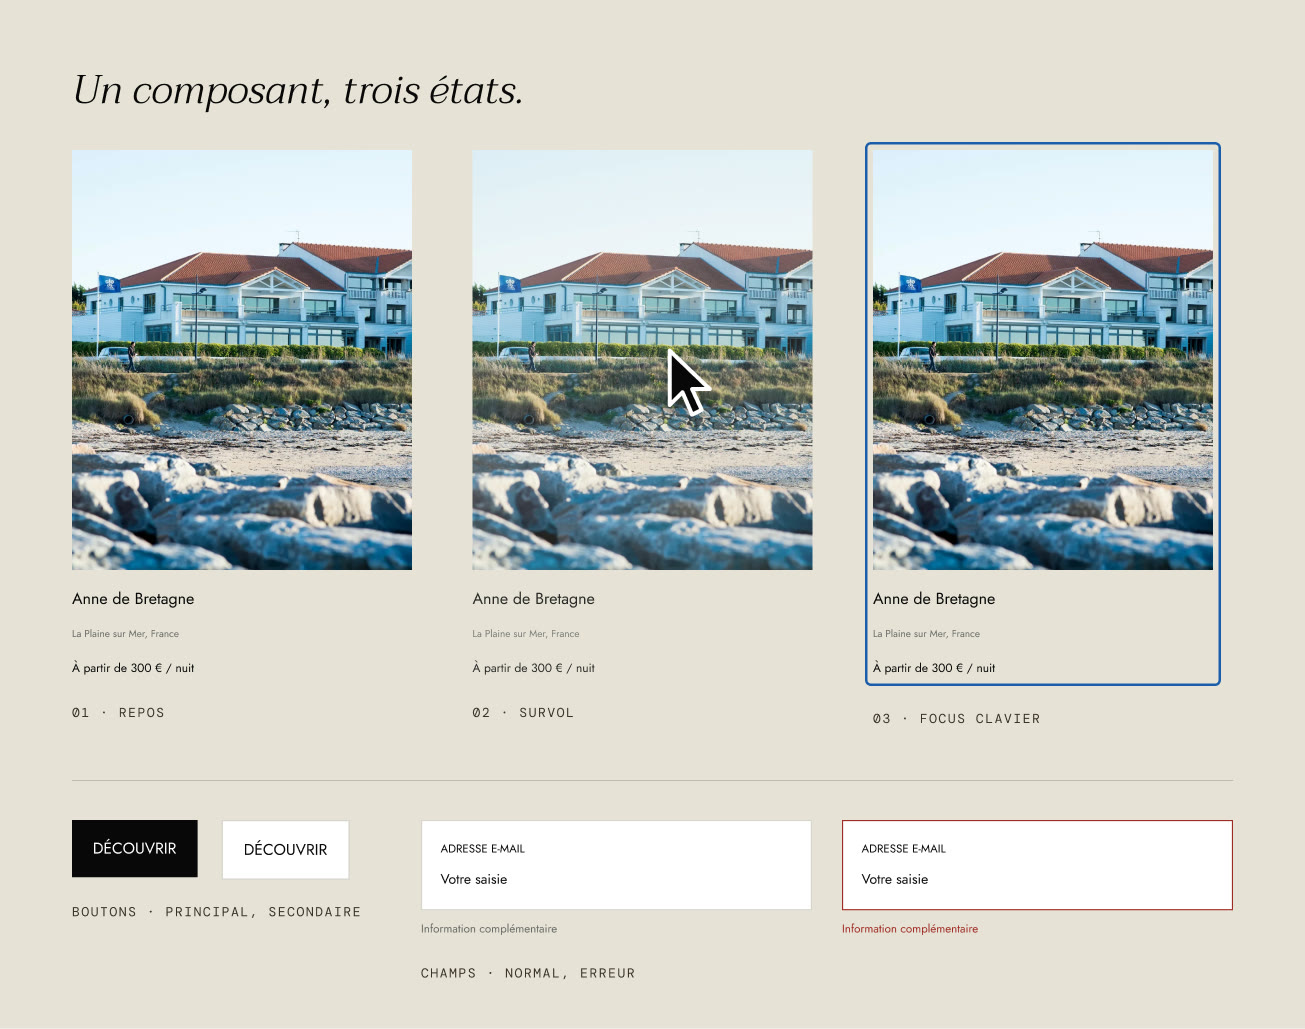 Un composant, trois états.
Anne de Bretagne
La Plaine sur Mer, France
À partir de 300 € / nuit
01 · REPOS
Anne de Bretagne
La Plaine sur Mer, France
À partir de 300 € / nuit
02 · SURVOL
Anne de Bretagne
La Plaine sur Mer, France
À partir de 300 € / nuit
03 · FOCUS CLAVIER
DÉCOUVRIR
DÉCOUVRIR
BOUTONS · PRINCIPAL, SECONDAIRE
ADRESSE E-MAIL
Votre saisie
Information complémentaire
CHAMPS · NORMAL, ERREUR
ADRESSE E-MAIL
Votre saisie
Information complémentaire